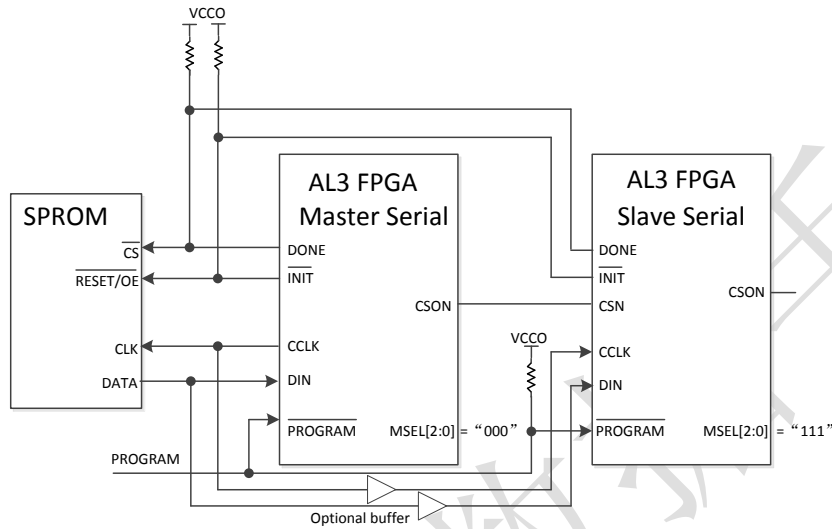 VCCO
AL3 FPGA
Master Serial
AL3 FPGA
Slave Serial
SPROM
CS
RESET/OE
CLK
DATA
DONE
INIT
CSON
CCLK
DIN
PROGRAM
MSEL[2:0] = “000”
VCCO
DONE
INIT
CSN
CSON
CCLK
DIN
PROGRAM
MSEL[2:0] = “111”
PROGRAM
Optional buffer